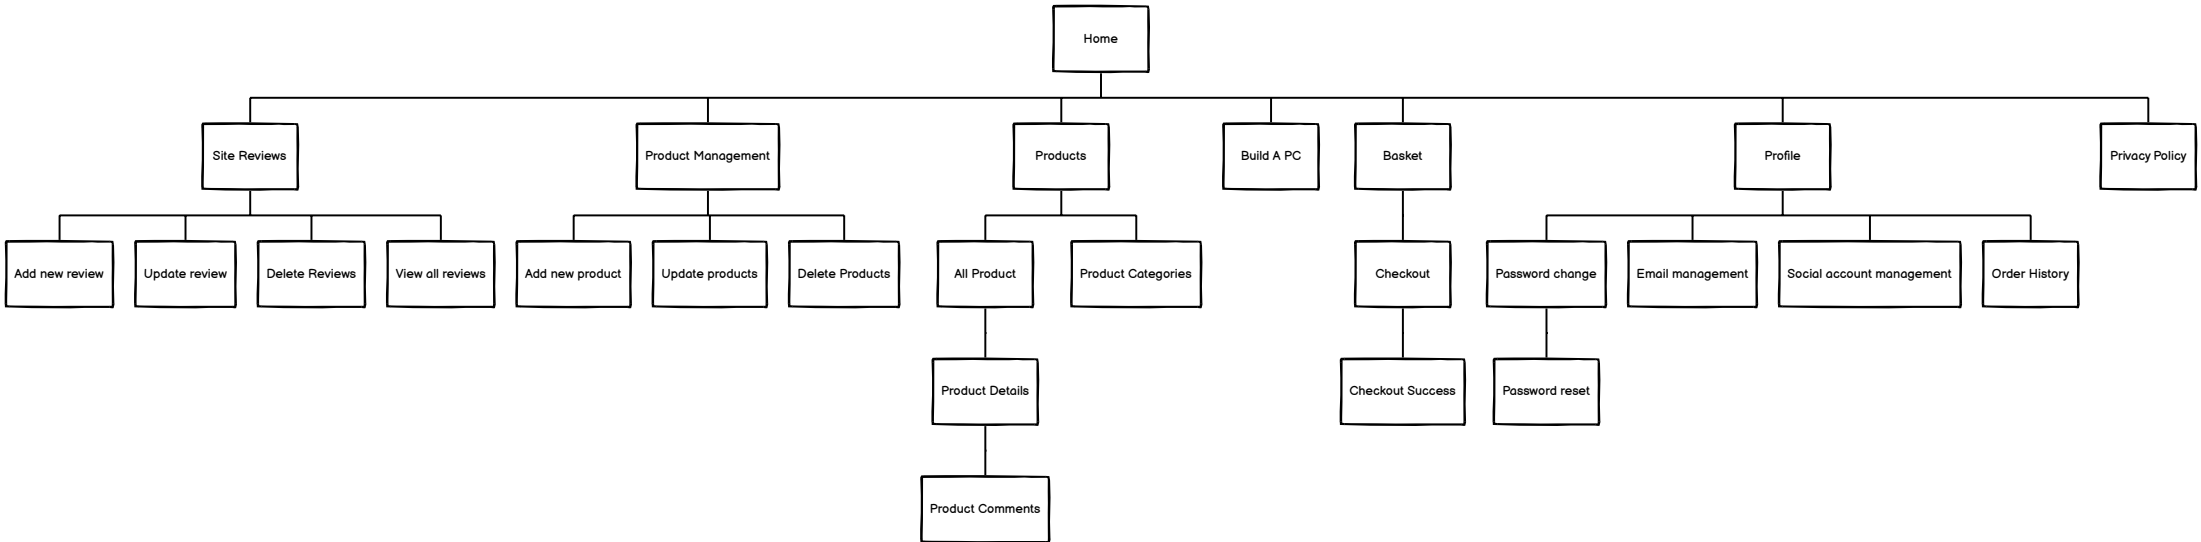 Home
Site Reviews
Product Management
Products
Build A PC
Basket
Profile
Privacy Policy
Add new review
Update review
Delete Reviews
View all reviews
Add new product
Update products
Delete Products
All Product
Product Categories
Checkout
Password change
Email management
Social account management
Order History
Product Details
Checkout Success
Password reset
Product Comments